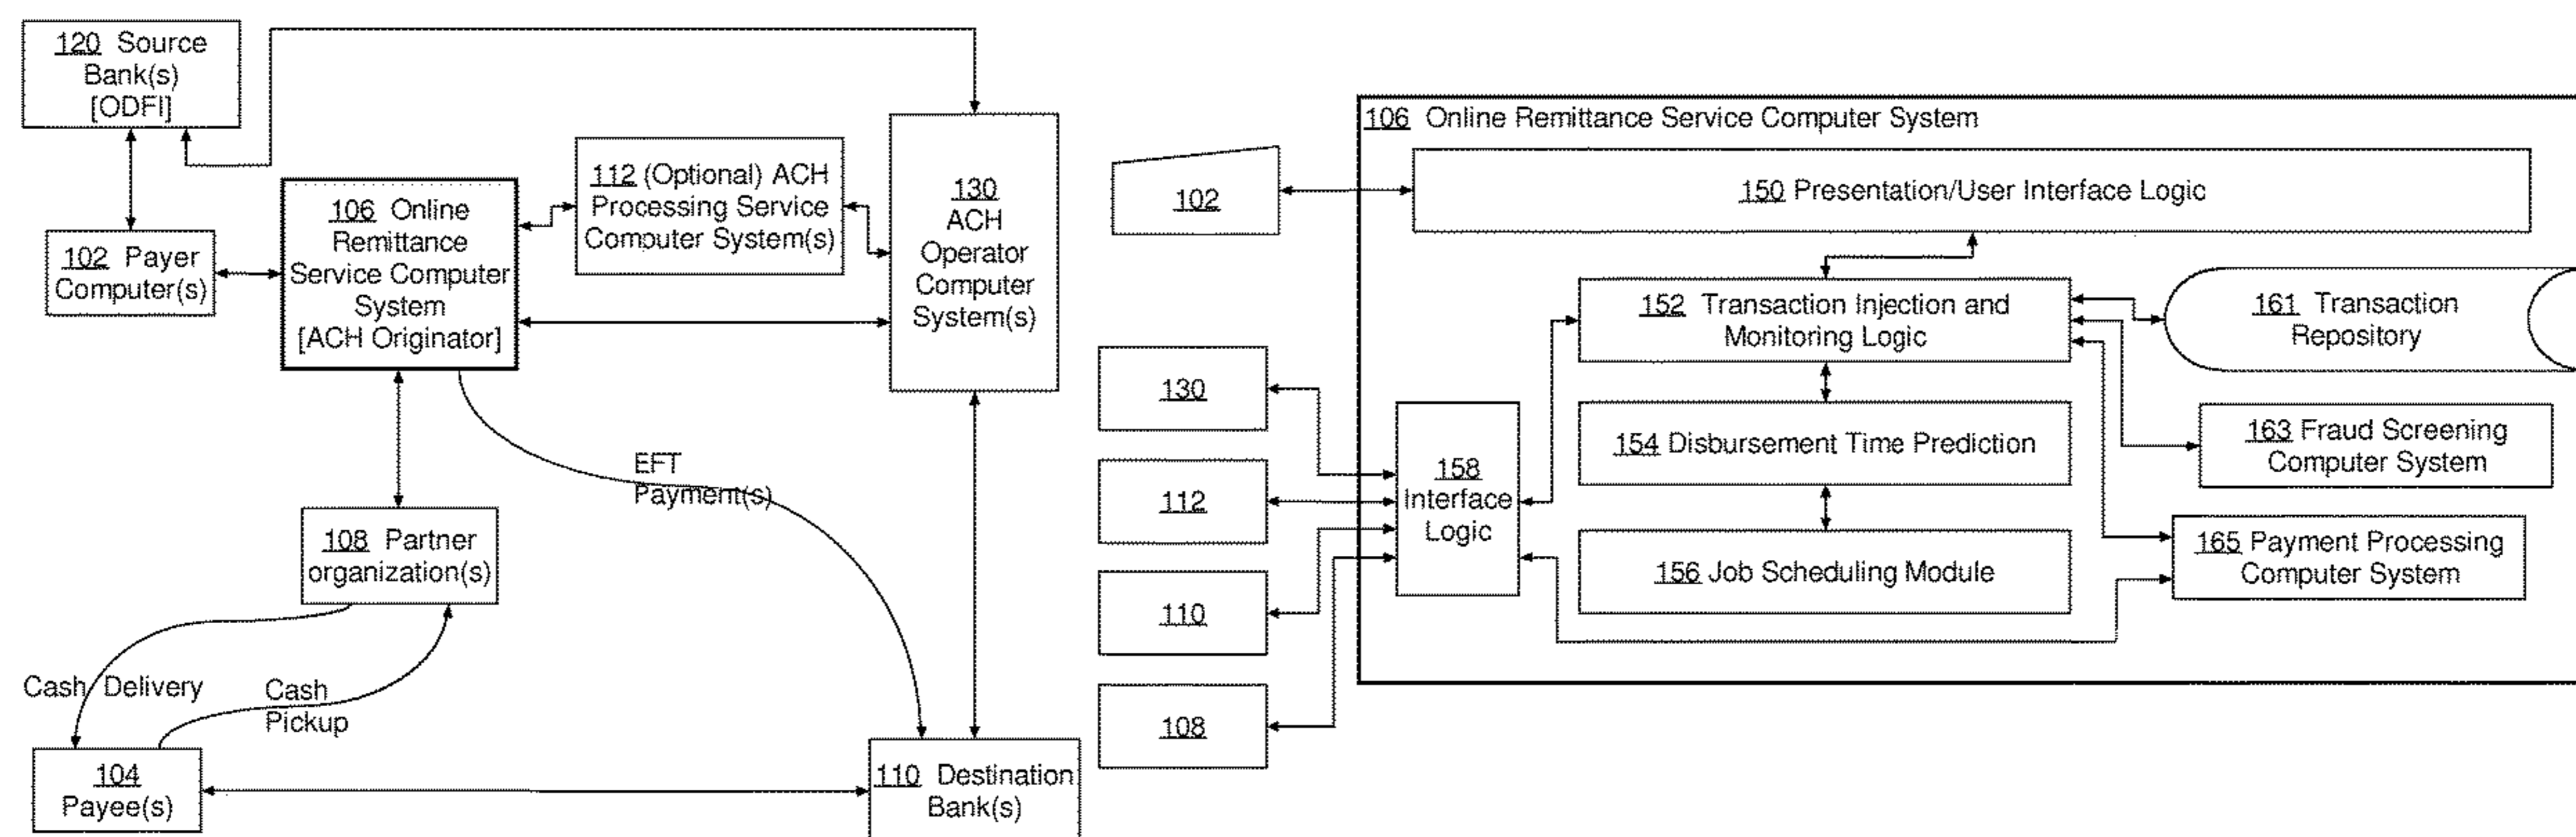 120 Source
Bank(s)
[ODFI]
102 Payer
Computer(s)
106 Online
Remittance
Service Computer
System
[ACH Originator]
112 (Optional) ACH
Processing Service
Computer System(s)
130
ACH
Operator
Computer
System(s)
EFT
Payment(s)
108 Partner
organization(s)
Cash Delivery
Cash
Pickup
104
Payee(s)
110 Destination
Bank(s)
106 Online Remittance Service Computer System
102
150 Presentation/User Interface Logic
152 Transaction Injection and
Monitoring Logic
161 Transaction
Repository
130
154 Disbursement Time Prediction
163 Fraud Screening
Computer System
112
158
Interface
Logic
156 Job Scheduling Module
165 Payment Processing
Computer System
110
108